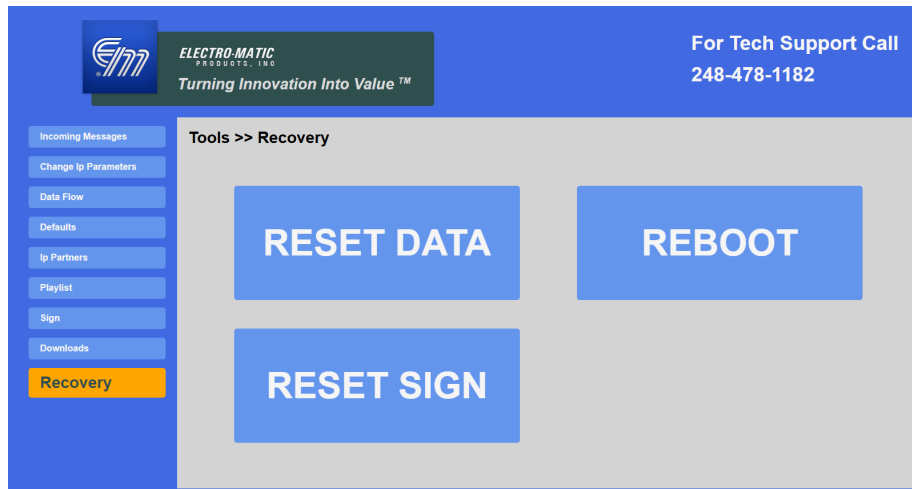 Em
ELECTRO-MATIC
PRODUCTS, INC
Turning Innovation Into Value ™
For Tech Support Call
248-478-1182
Incoming Messages
Change Ip Parameters
Data Flow
Defaults
Ip Partners
Playlist
Sign
Downloads
Recovery
Tools >> Recovery
RESET DATA
REBOOT
RESET SIGN